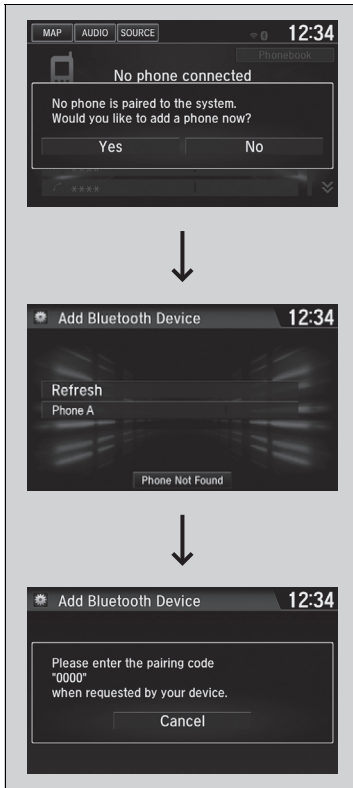 MAP AUDIO SOURCE 12:34
Phonebook
No phone connected
No phone is paired to the system.
Would you like to add a phone now?
Yes No
****
Add Bluetooth Device 12:34
Refresh
Phone A
Phone Not Found
Add Bluetooth Device 12:34
Please enter the pairing code
"0000"
when requested by your device.
Cancel